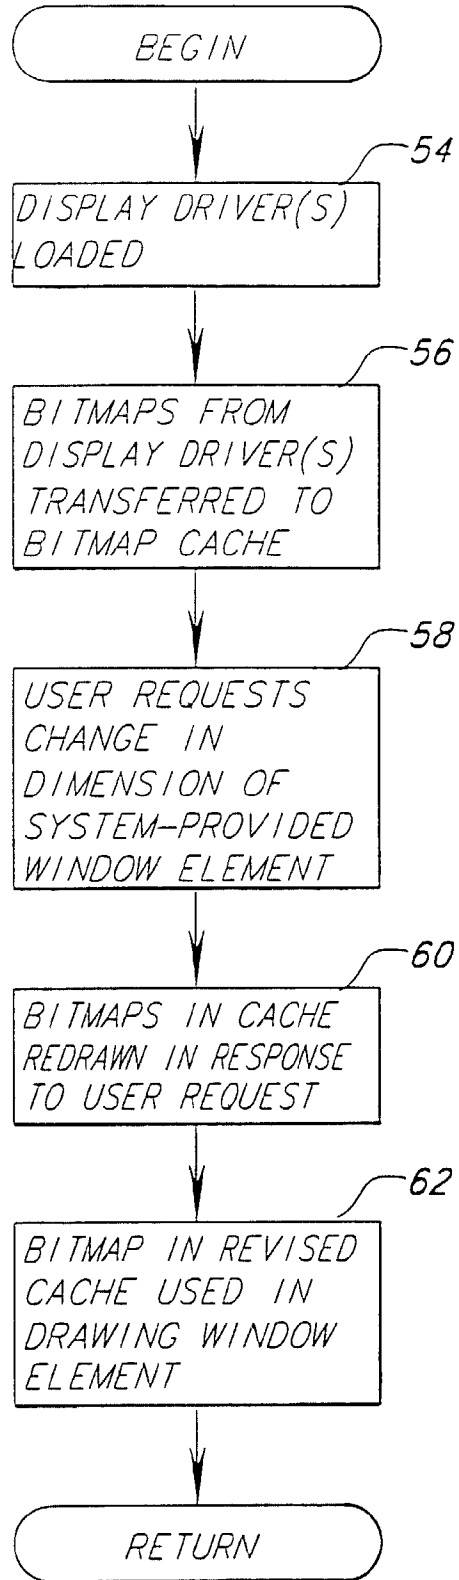 BEGIN
54
DISPLAY DRIVER(S)
LOADED
56
BITMAPS FROM
DISPLAY DRIVER(S)
TRANSFERRED TO
BITMAP CACHE
58
USER REQUESTS
CHANGE IN
DIMENSION OF
SYSTEM-PROVIDED
WINDOW ELEMENT
60
BITMAPS IN CACHE
REDRAWN IN RESPONSE
TO USER REQUEST
62
BITMAP IN REVISED
CACHE USED IN
DRAWING WINDOW
ELEMENT
RETURN